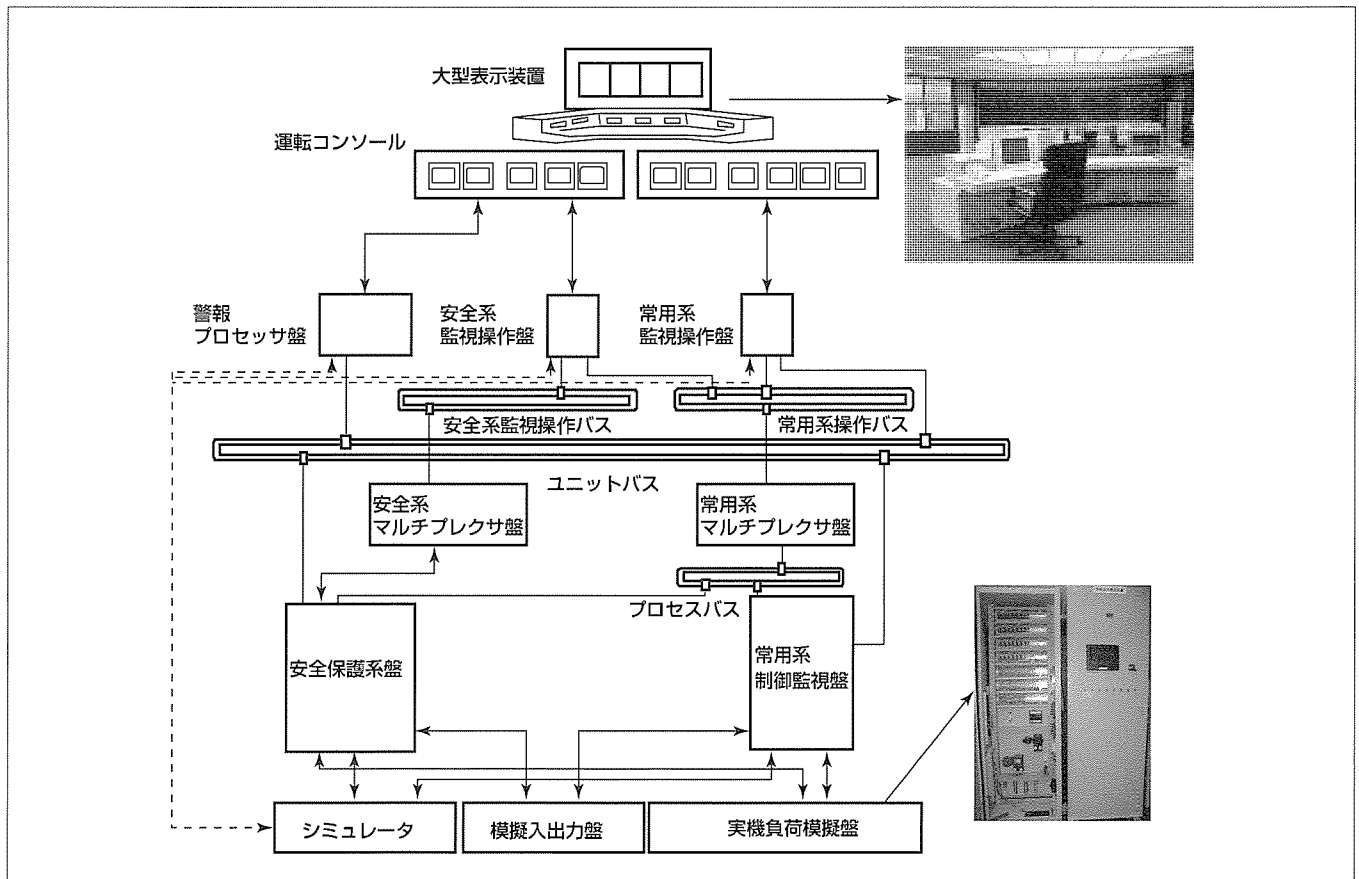 大型表示装置
運転コンソール
警報
プロセッサ盤
安全系
監視操作盤
常用系
監視操作盤
安全系監視操作バス
常用系操作バス
ユニットバス
安全系
マルチプレクサ盤
常用系
マルチプレクサ盤
プロセスバス
安全保護系盤
常用系
制御監視盤
シミュレータ
模擬入出力盤
実機負荷模擬盤